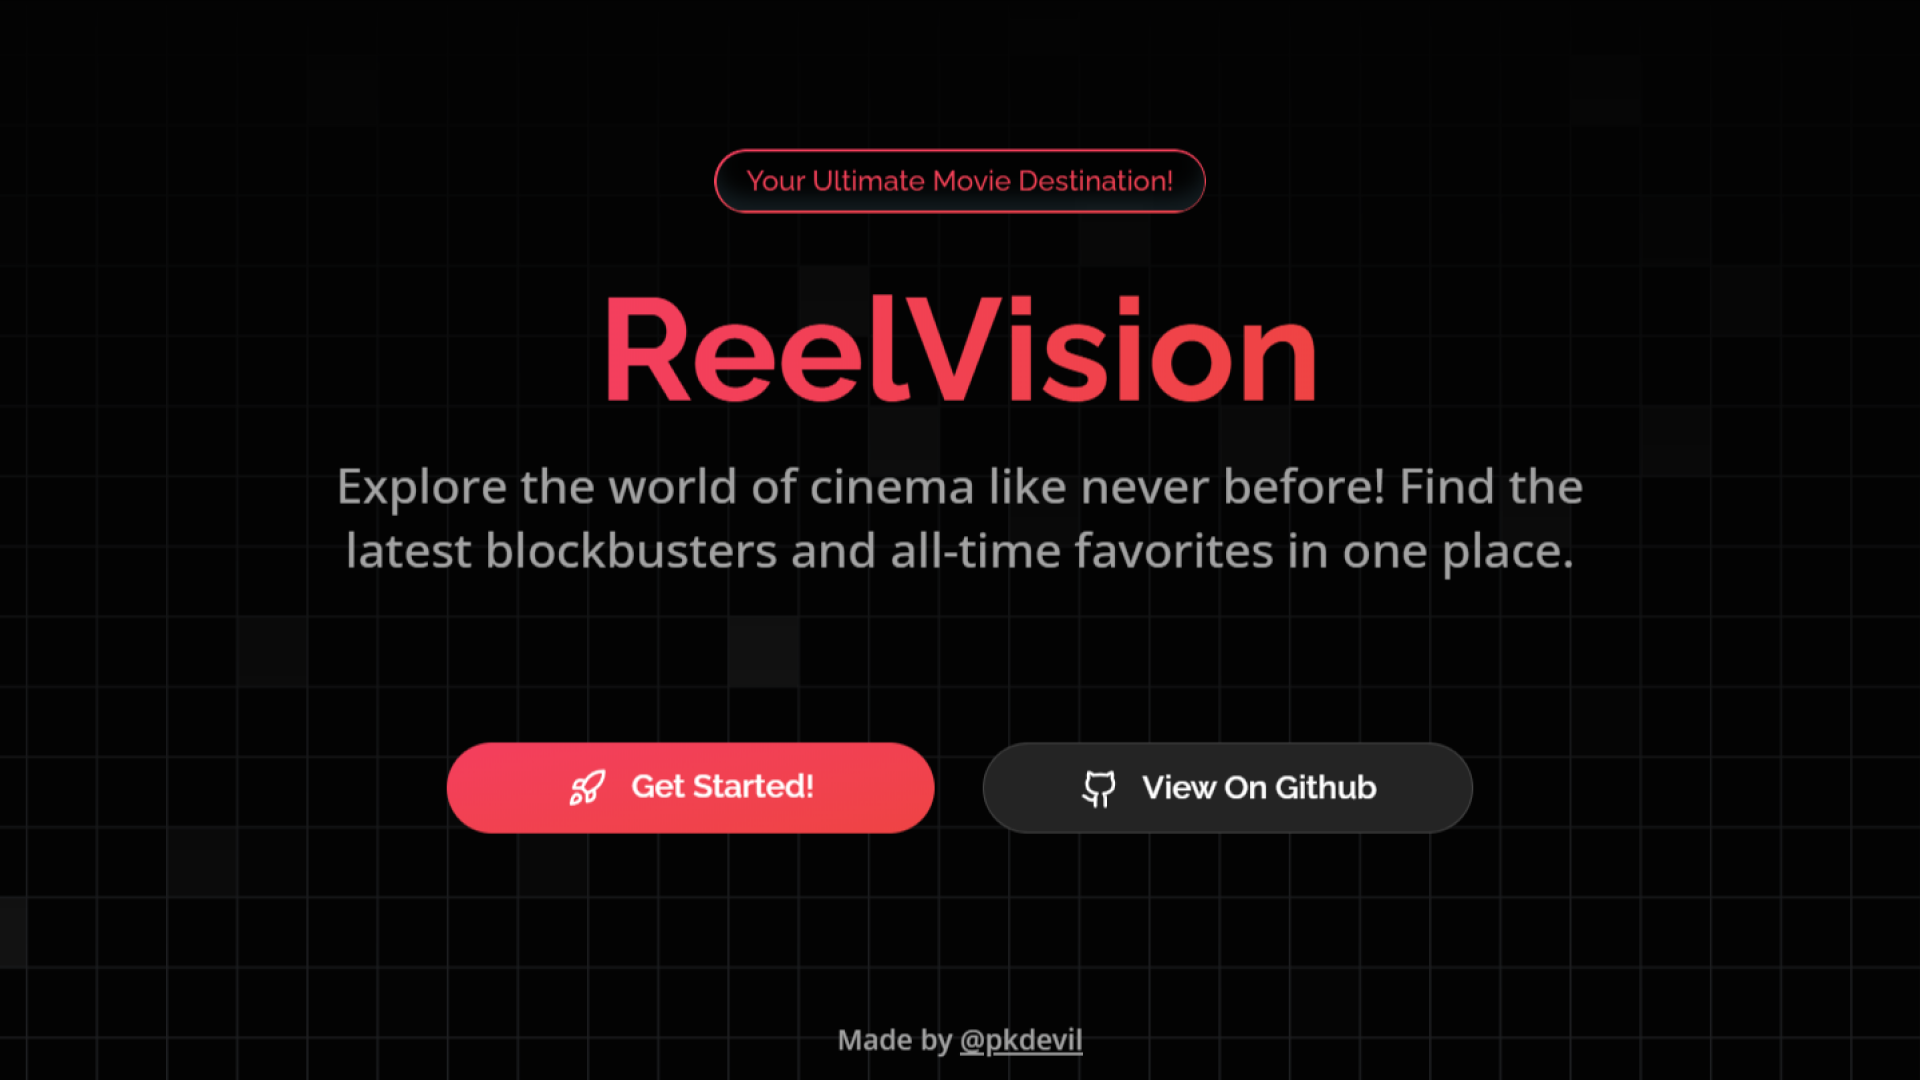 Your Ultimate Movie Destination!
ReelVision
Explore the world of cinema like never before! Find the
latest blockbusters and all-time favorites in one place.
Get Started!
View On Github
Made by @pkdevil